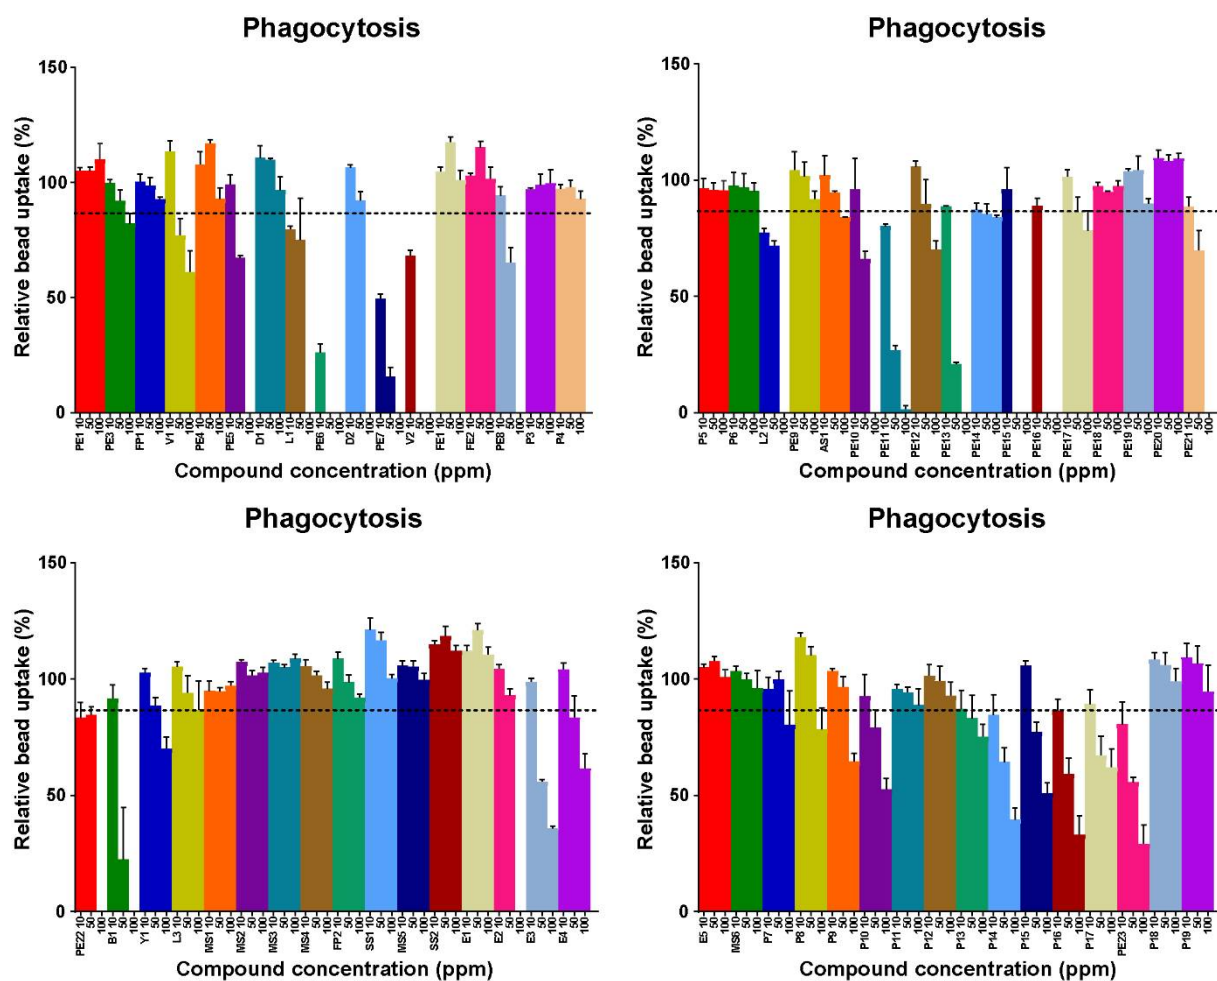 Phagocytosis
Relative bead uptake (%)
150
100
50
0
PE1 10 50 100 PE3 10 50 100 FP1 10 50 100 V1 10 50 100 PE4 10 50 100 PE5 10 50 100 D1 10 50 100 L1 10 50 100 PE6 10 50 100 D2 10 50 100 PE7 10 50 100 V2 10 50 100 FE1 10 50 100 FE2 10 50 100 PE8 10 50 100 P3 10 50 100 P4 10 50 100
Compound concentration (ppm)
Phagocytosis
Relative bead uptake (%)
150
100
50
0
P5 10 50 100 P6 10 50 100 L2 10 50 100 PE9 10 50 100 AS1 10 50 100 PE10 10 50 100 PE11 10 50 100 PE12 10 50 100 PE13 10 50 100 PE14 10 50 100 PE15 10 50 100 PE16 10 50 100 PE17 10 50 100 PE18 10 50 100 PE19 10 50 100 PE20 10 50 100 PE21 10 50 100
Compound concentration (ppm)
Phagocytosis
Relative bead uptake (%)
150
100
50
0
PE22 10 50 100 B1 10 50 100 Y1 10 50 100 L3 10 50 100 MS1 10 50 100 MS2 10 50 100 MS3 10 50 100 MS4 10 50 100 FP2 10 50 100 SS1 10 50 100 MS5 10 50 100 SS2 10 50 100 E1 10 50 100 E2 10 50 100 E3 10 50 100 E4 10 50 100
Compound concentration (ppm)
Phagocytosis
Relative bead uptake (%)
150
100
50
0
E5 10 50 100 MS6 10 50 100 P7 10 50 100 P8 10 50 100 P9 10 50 100 P10 10 50 100 P11 10 50 100 P12 10 50 100 P13 10 50 100 P14 10 50 100 P15 10 50 100 P16 10 50 100 P17 10 50 100 PE23 10 50 100 P18 10 50 100 P19 10 50 100
Compound concentration (ppm)